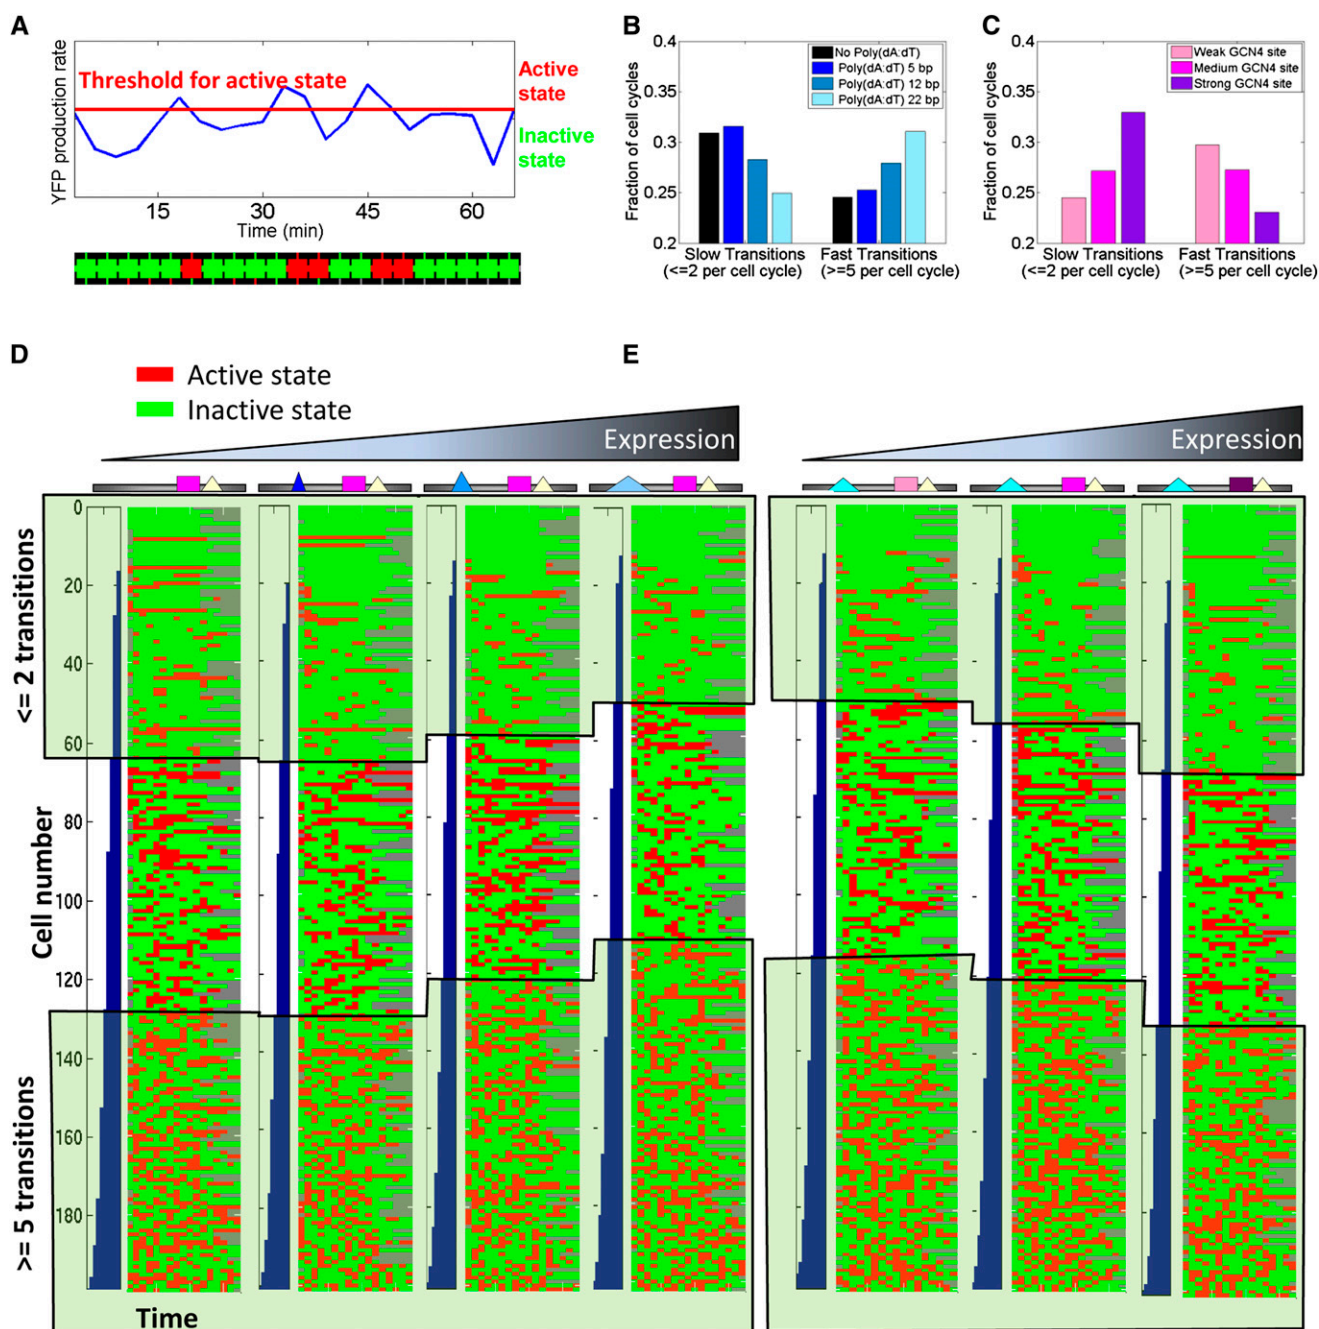 A
YFP production rate
Threshold for active state
Active
state
Inactive
state
15
30
45
60
Time (min)
B
Fraction of cell cycles
0.4
0.35
0.3
0.25
0.2
No Poly(dA:dT)
Poly(dA:dT) 5 bp
Poly(dA:dT) 12 bp
Poly(dA:dT) 22 bp
Slow Transitions
(<=2 per cell cycle)
Fast Transitions
(>=5 per cell cycle)
C
Fraction of cell cycles
0.4
0.35
0.3
0.25
0.2
Weak GCN4 site
Medium GCN4 site
Strong GCN4 site
Slow Transitions
(<=2 per cell cycle)
Fast Transitions
(>=5 per cell cycle)
D
Active state
Inactive state
Expression
<= 2 transitions
Cell number
>= 5 transitions
0
20
40
60
80
100
120
140
160
180
Time
E
Expression